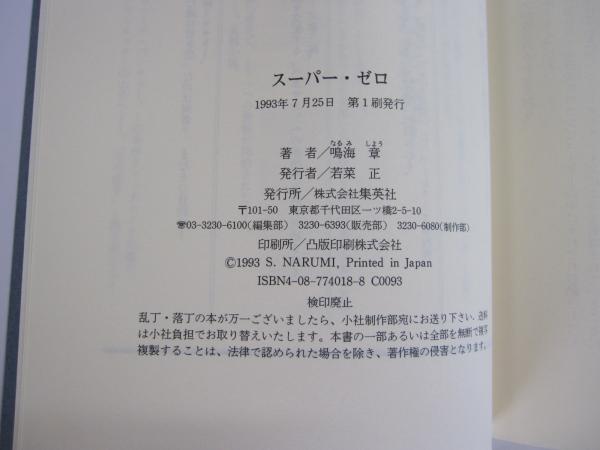 スーパー・ゼロ
1993年7月25日 第1刷発行
なるみ しょう
著 者／鳴海 章
発行者／若菜 正
発行所／株式会社集英社
〒101-50 東京都千代田区一ツ橋2-5-10
☎03-3230-6100(編集部) 3230-6393(販売部) 3230-6080(制作部)
印刷所／凸版印刷株式会社
©1993 S. NARUMI, Printed in Japan
ISBN4-08-774018-8 C0093
検印廃止
乱丁・落丁の本が万一ございましたら、小社制作部宛にお送り下さい。送料
は小社負担でお取り替えいたします。本書の一部あるいは全部を無断で複写
複製することは、法律で認められた場合を除き、著作権の侵害となります。